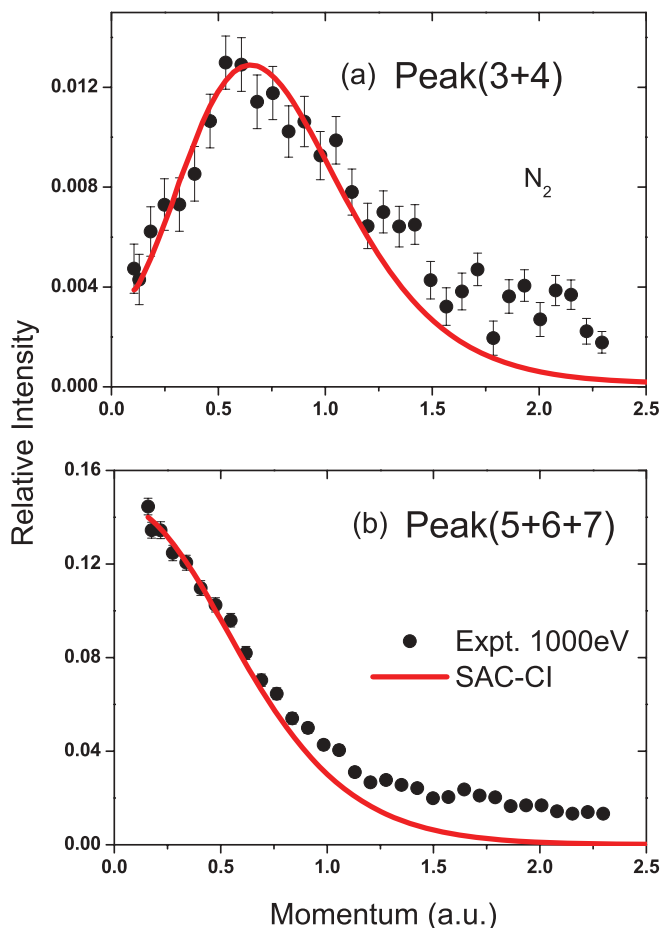 (a) Peak(3+4)
N2
0.012
0.008
0.004
0.000
0.0 0.5 1.0 1.5 2.0 2.5
Relative Intensity
0.16
0.12
0.08
0.04
0.00
(b) Peak(5+6+7)
Expt. 1000eV
SAC-CI
0.0 0.5 1.0 1.5 2.0 2.5
Momentum (a.u.)